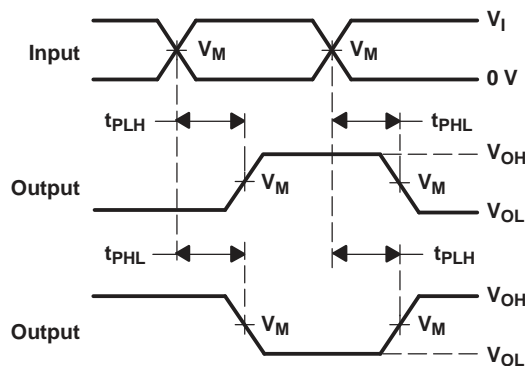 V_I
Input
V_M
V_M
0 V
t_PLH
t_PHL
V_OH
Output
V_M
V_M
V_OL
t_PHL
t_PLH
V_OH
Output
V_M
V_M
V_OL